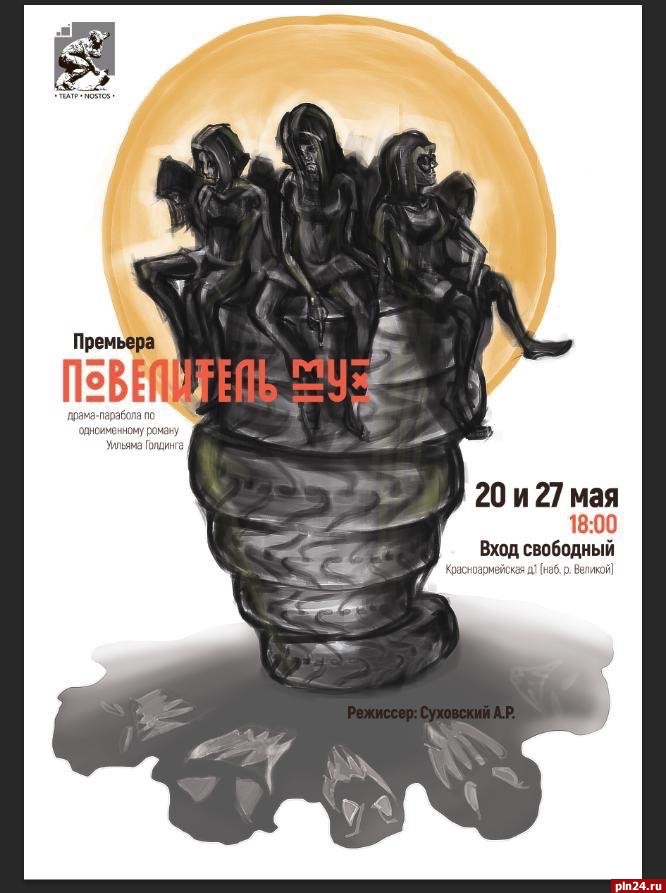 • ТЕАТР • NOSTOS •
Премьера
ПОВЕЛИТЕЛЬ МУХ
драма-парабола по
одноименному роману
Уильяма Голдинга
20 и 27 мая
18:00
Вход свободный
Красноармейская д.1 (наб. р. Великой)
Режиссер: Суховский А.Р.
pln24.ru